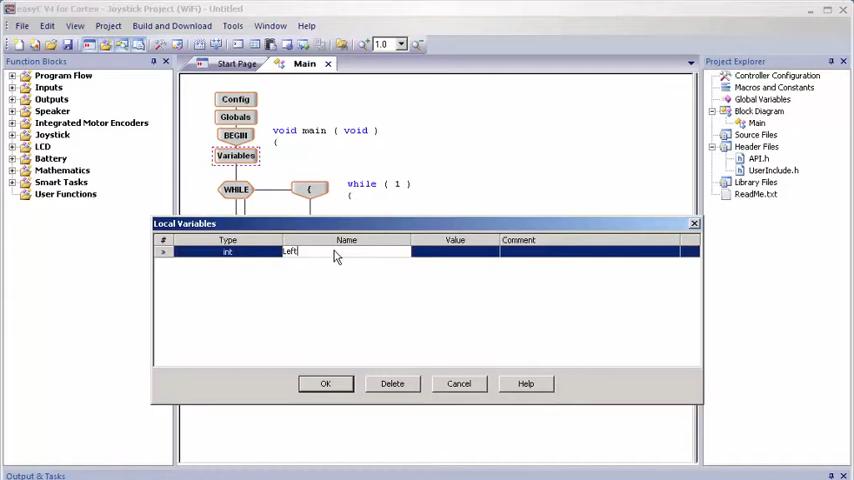 easyC V4 for Cortex - Joystick Project (WiFi) - Untitled
File Edit View Project Build and Download Tools Window Help
1.0
Function Blocks
Program Flow
Inputs
Outputs
Speaker
Integrated Motor Encoders
Joystick
LCD
Battery
Mathematics
Smart Tasks
User Functions
Start Page Main
Config
Globals
BEGIN void main ( void )
{
Variables
WHILE { while ( 1 )
{
Project Explorer
Controller Configuration
Macros and Constants
Global Variables
Block Diagram
Main
Source Files
Header Files
API.h
UserInclude.h
Library Files
ReadMe.txt
Local Variables
# Type Name Value Comment
» int Left
OK Delete Cancel Help
Output & Tasks